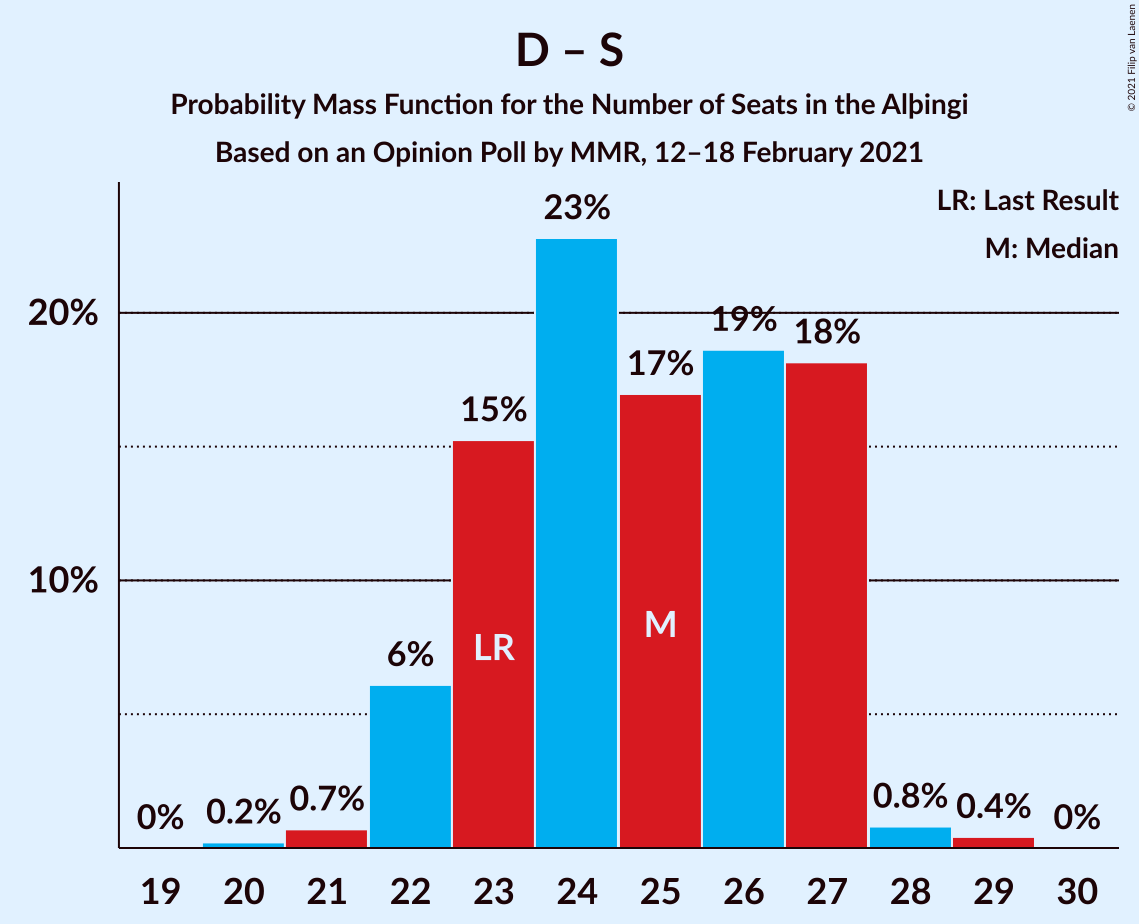 D – S
Probability Mass Function for the Number of Seats in the Alþingi
Based on an Opinion Poll by MMR, 12–18 February 2021
© 2021 Filip van Laenen
LR: Last Result
M: Median
20%
10%
0%
0.2%
0.7%
6%
15%
23%
17%
19%
18%
0.8%
0.4%
0%
LR
M
19 20 21 22 23 24 25 26 27 28 29 30